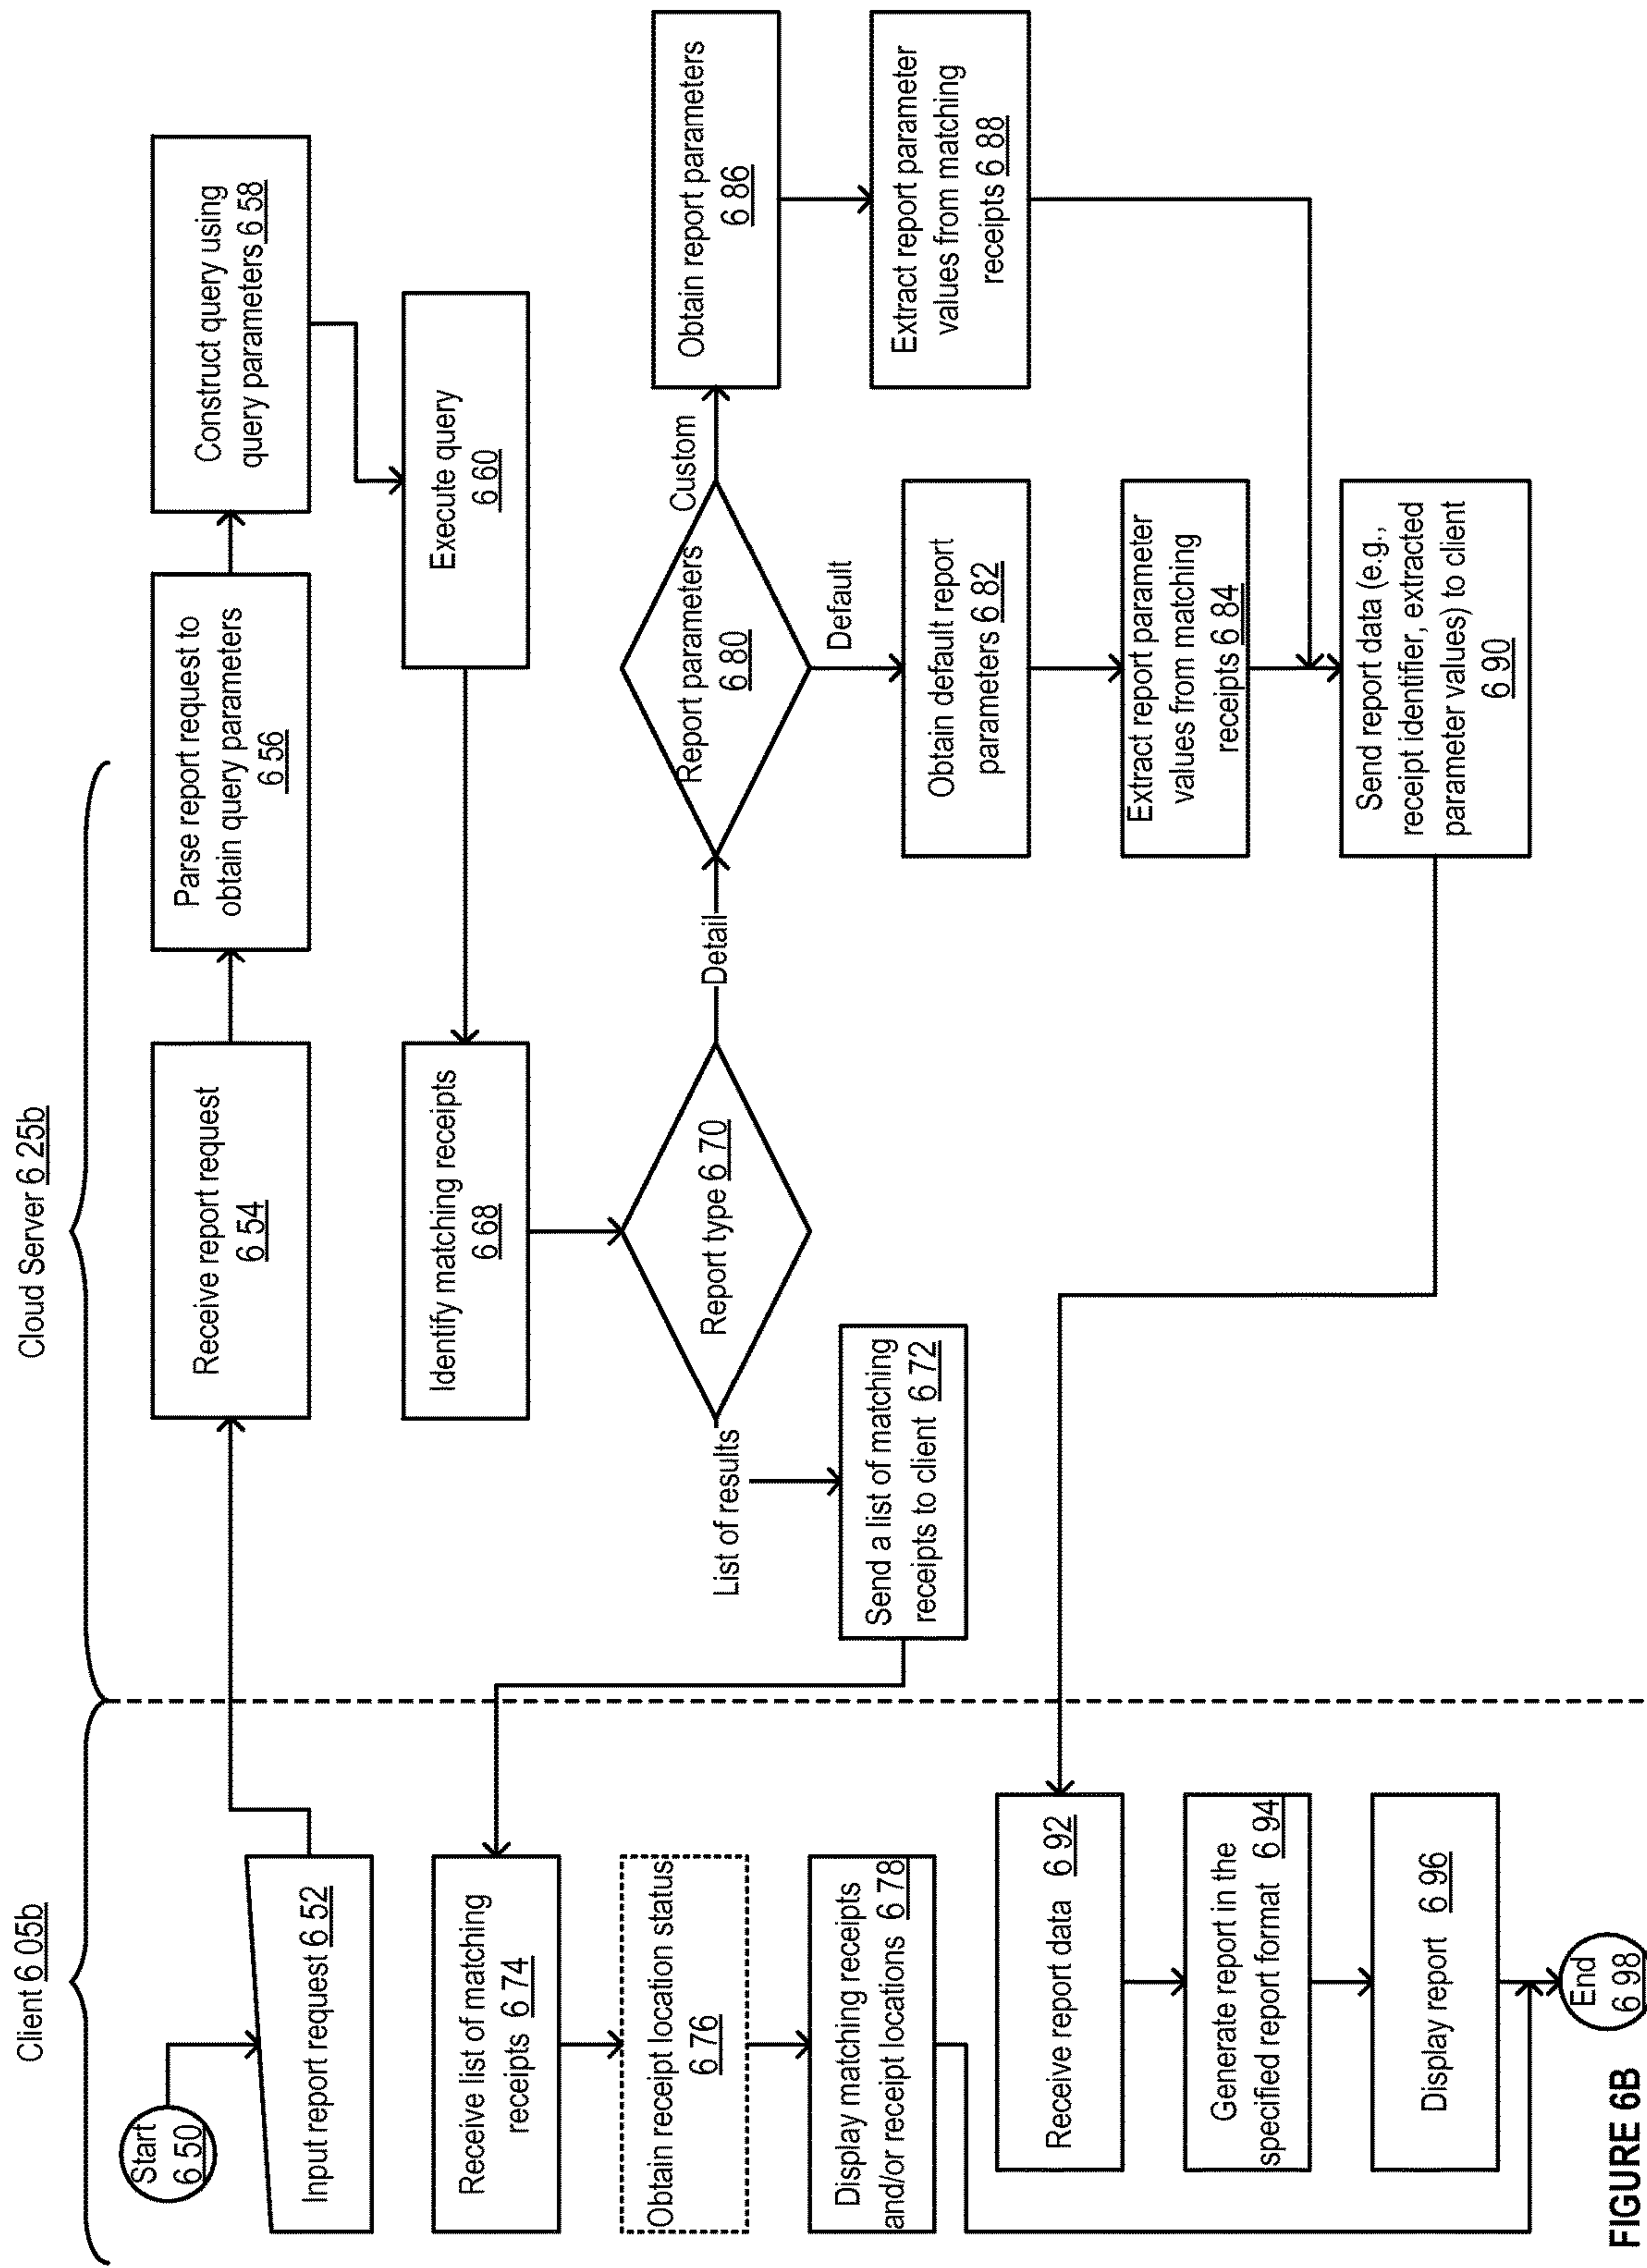 Client 6 05b
Cloud Server 6 25b
Start
6 50
Input report request 6 52
Receive report request
6 54
Parse report request to
obtain query parameters
6 56
Construct query using
query parameters 6 58
Execute query
6 60
Identify matching receipts
6 68
Report type 6 70
List of results
Detail
Send a list of matching
receipts to client 6 72
Receive list of matching
receipts 6 74
Obtain receipt location status
6 76
Display matching receipts
and/or receipt locations 6 78
Report parameters
6 80
Custom
Default
Obtain default report
parameters 6 82
Extract report parameter
values from matching
receipts 6 84
Obtain report parameters
6 86
Extract report parameter
values from matching
receipts 6 88
Send report data (e.g.,
receipt identifier, extracted
parameter values) to client
6 90
Receive report data 6 92
Generate report in the
specified report format 6 94
Display report 6 96
End
6 98
FIGURE 6B